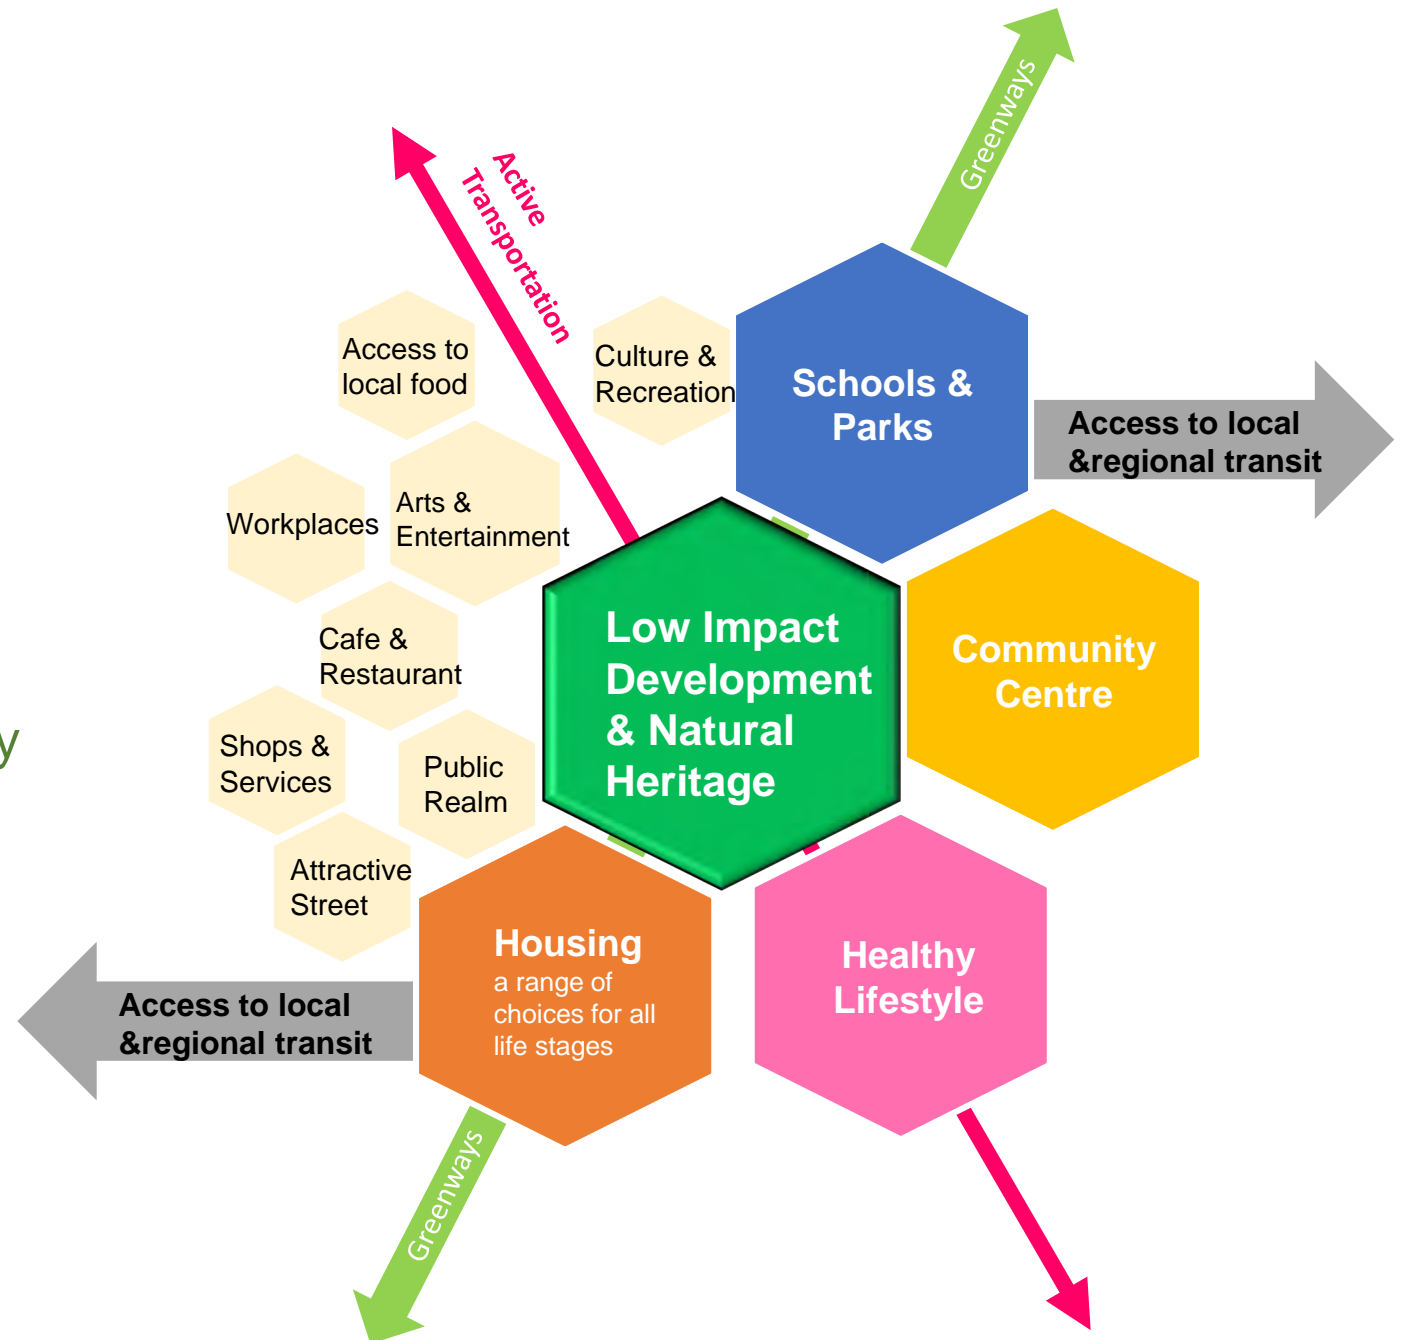 Greenways
Active
Transportation
Access to
local food
Culture &
Recreation
Schools &
Parks
Access to local
&regional transit
Workplaces
Arts &
Entertainment
Low Impact
Development
& Natural
Heritage
Community
Centre
Cafe &
Restaurant
y
Shops &
Services
Public
Realm
Attractive
Street
Housing
a range of
choices for all
life stages
Healthy
Lifestyle
Access to local
&regional transit
Greenways